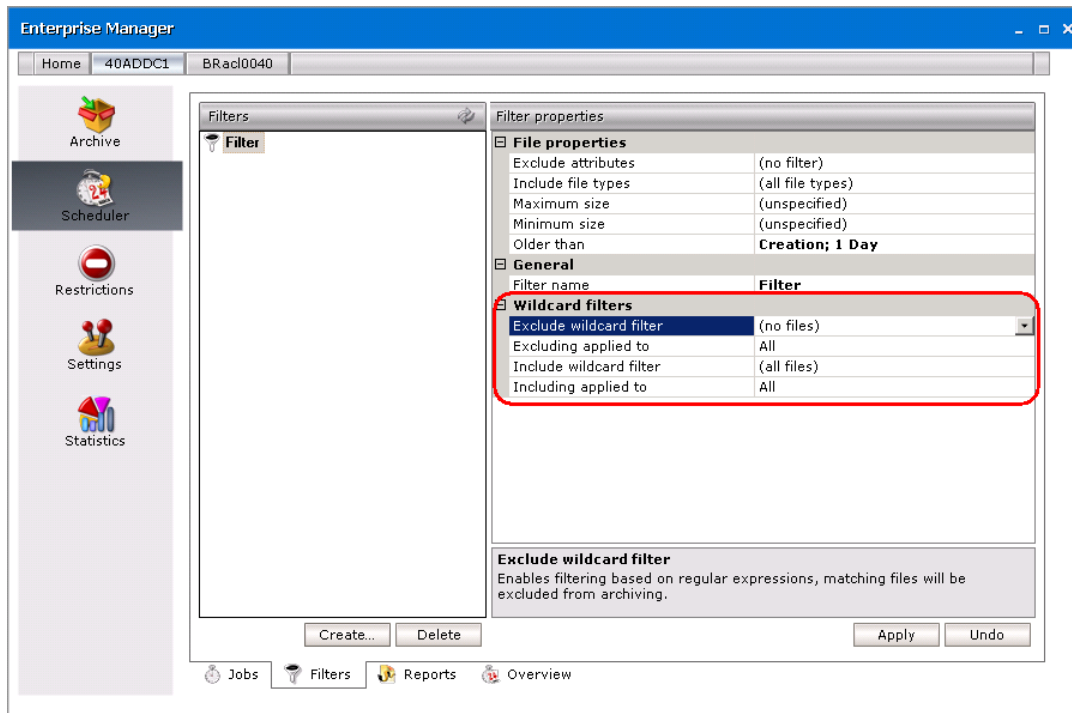 Enterprise Manager
Home 40ADDC1 BRacl0040
Archive
Scheduler
Restrictions
Settings
Statistics
Filters
Filter
Filter properties
File properties
Exclude attributes (no filter)
Include file types (all file types)
Maximum size (unspecified)
Minimum size (unspecified)
Older than Creation; 1 Day
General
Filter name Filter
Wildcard filters
Exclude wildcard filter (no files)
Excluding applied to All
Include wildcard filter (all files)
Including applied to All
Exclude wildcard filter
Enables filtering based on regular expressions, matching files will be
excluded from archiving.
Create... Delete
Apply Undo
Jobs Filters Reports Overview